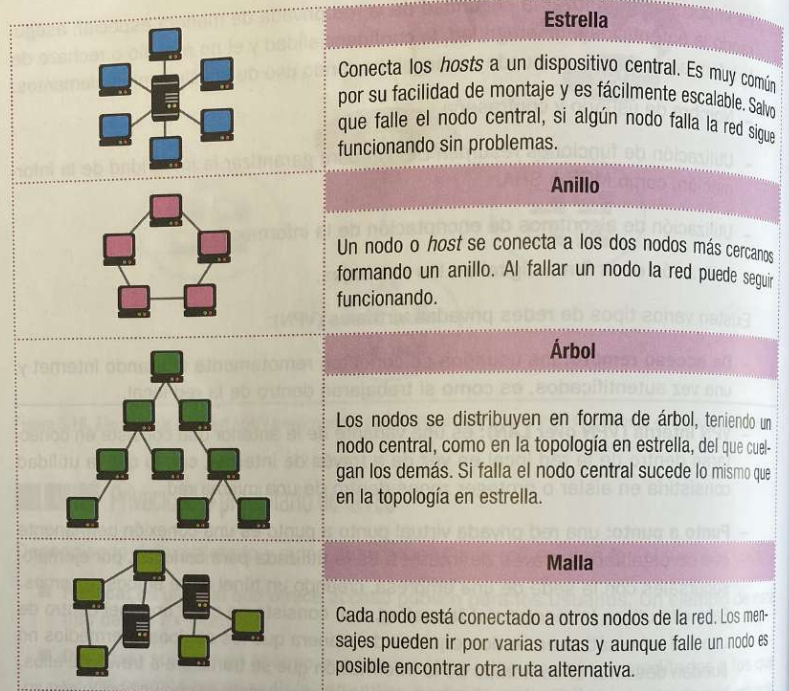 Estrella
Conecta los hosts a un dispositivo central. Es muy común
por su facilidad de montaje y es fácilmente escalable. Salvo
que falle el nodo central, si algún nodo falla la red sigue
funcionando sin problemas.
Anillo
Un nodo o host se conecta a los dos nodos más cercanos
formando un anillo. Al fallar un nodo la red puede seguir
funcionando.
Árbol
Los nodos se distribuyen en forma de árbol, teniendo un
nodo central, como en la topología en estrella, del que cuel-
gan los demás. Si falla el nodo central sucede lo mismo que
en la topología en estrella.
Malla
Cada nodo está conectado a otros nodos de la red. Los men-
sajes pueden ir por varias rutas y aunque falle un nodo es
posible encontrar otra ruta alternativa.